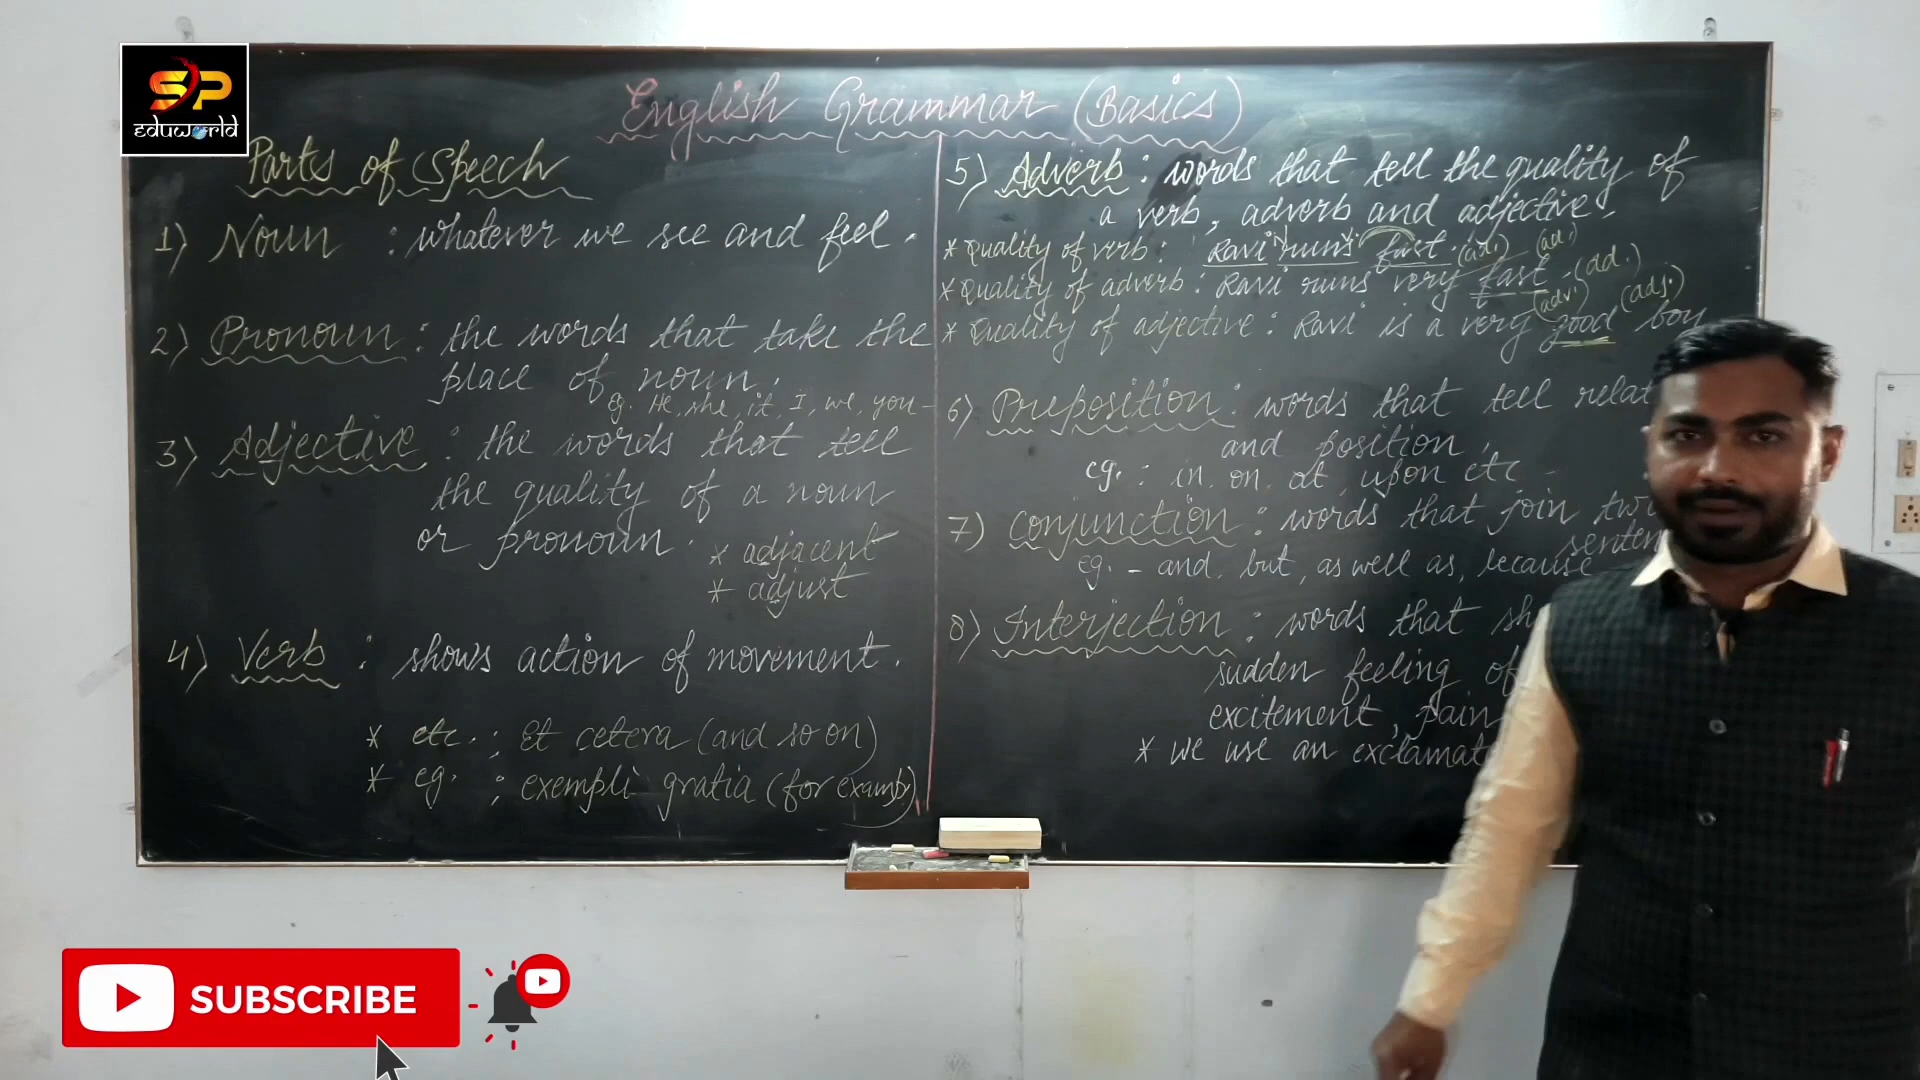 SP
eduworld
English Grammar (Basics)
Parts of Speech
1) Noun : whatever we see and feel.
2) Pronoun : the words that take the
place of noun.
eg. He, she, it, I, we, you -
3) Adjective : the words that tell
the quality of a noun
or pronoun.
* adjacent
* adjust
4) Verb : shows action of movement.
* etc. : Et cetera (and so on)
* eg. : exempli gratia (for example)
5) Adverb : words that tell the quality of
a verb, adverb and adjective.
* Quality of verb : Ravi runs fast. (ad.) (ad.)
* Quality of adverb : Ravi runs very fast. (ad.)
(adv.) (adj.)
* Quality of adjective : Ravi is a very good boy
6) Preposition : words that tell relat
and position.
eg. : in, on, at, upon etc -
7) Conjunction : words that join two
senten
eg. - and, but, as well as, because
8) Interjection : words that sh
sudden feeling of
excitement, pain
* we use an exclamat
SUBSCRIBE